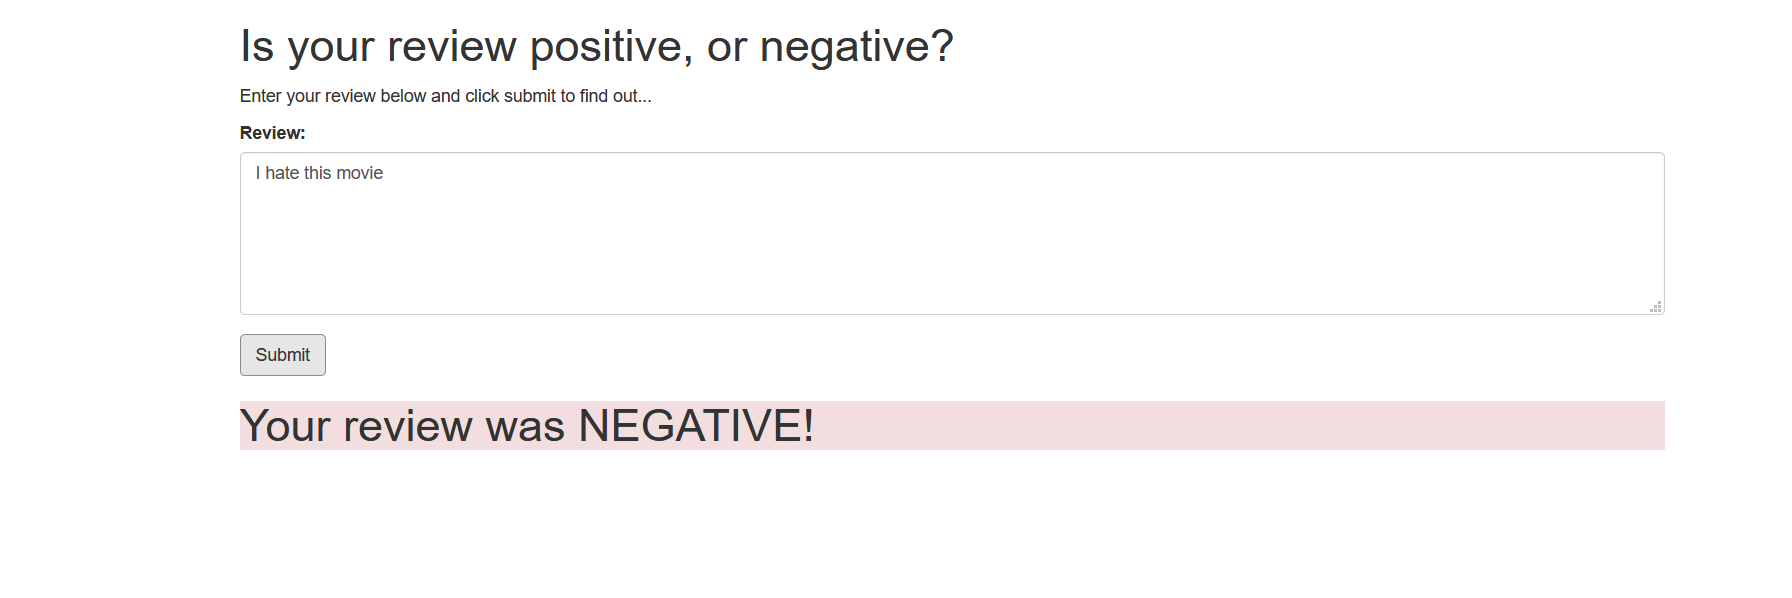 Is your review positive, or negative?
Enter your review below and click submit to find out...
Review:
I hate this movie
Submit
Your review was NEGATIVE!